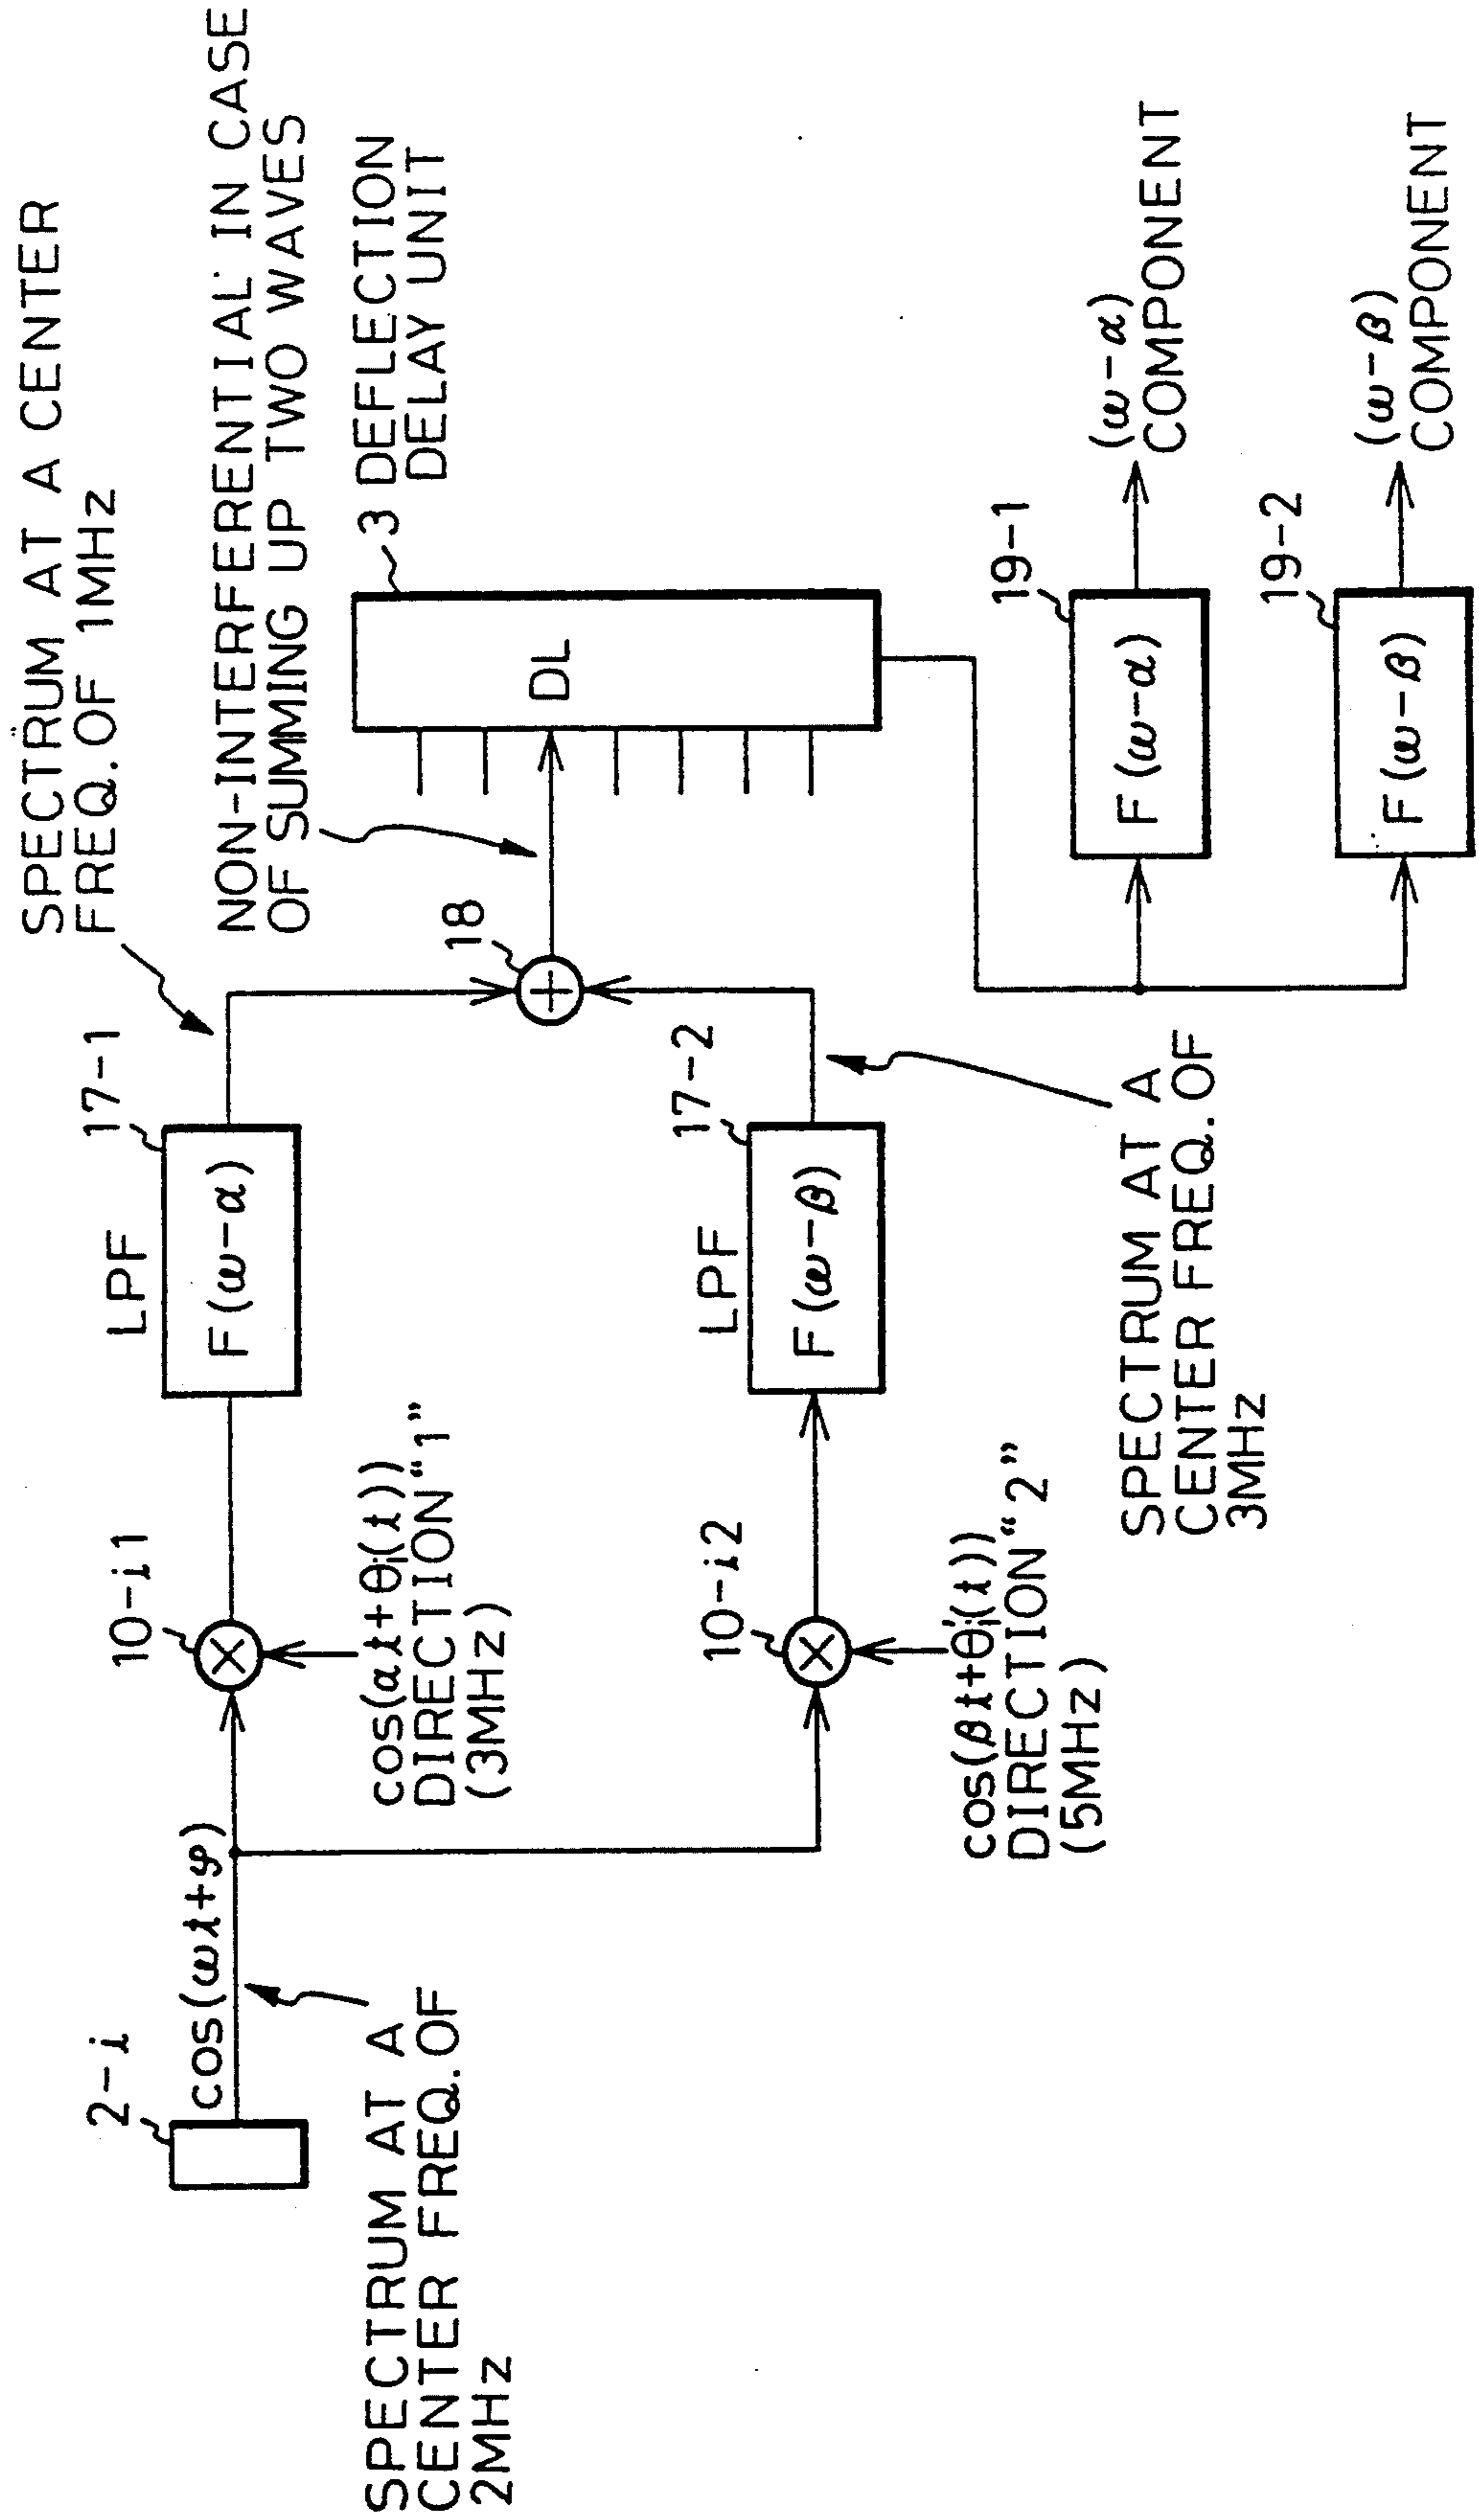 SPECTRUM AT A CENTER
FREQ. OF 1MHz
NON-INTERFERENTIAL IN CASE
OF SUMMING UP TWO WAVES
2-i
cos(ωt+φ)
SPECTRUM AT A
CENTER FREQ. OF
2MHz
10-i1
cos(αt+θi(t))
DIRECTION “1”
(3MHz)
LPF
17-1
F(ω-α)
18
3 DEFLECTION
DELAY UNIT
DL
10-i2
cos(βt+θi(t))
DIRECTION “2”
(5MHz)
LPF
17-2
F(ω-β)
SPECTRUM AT A
CENTER FREQ. OF
3MHz
19-1
F(ω-α)
(ω-α)
COMPONENT
19-2
F(ω-β)
(ω-β)
COMPONENT